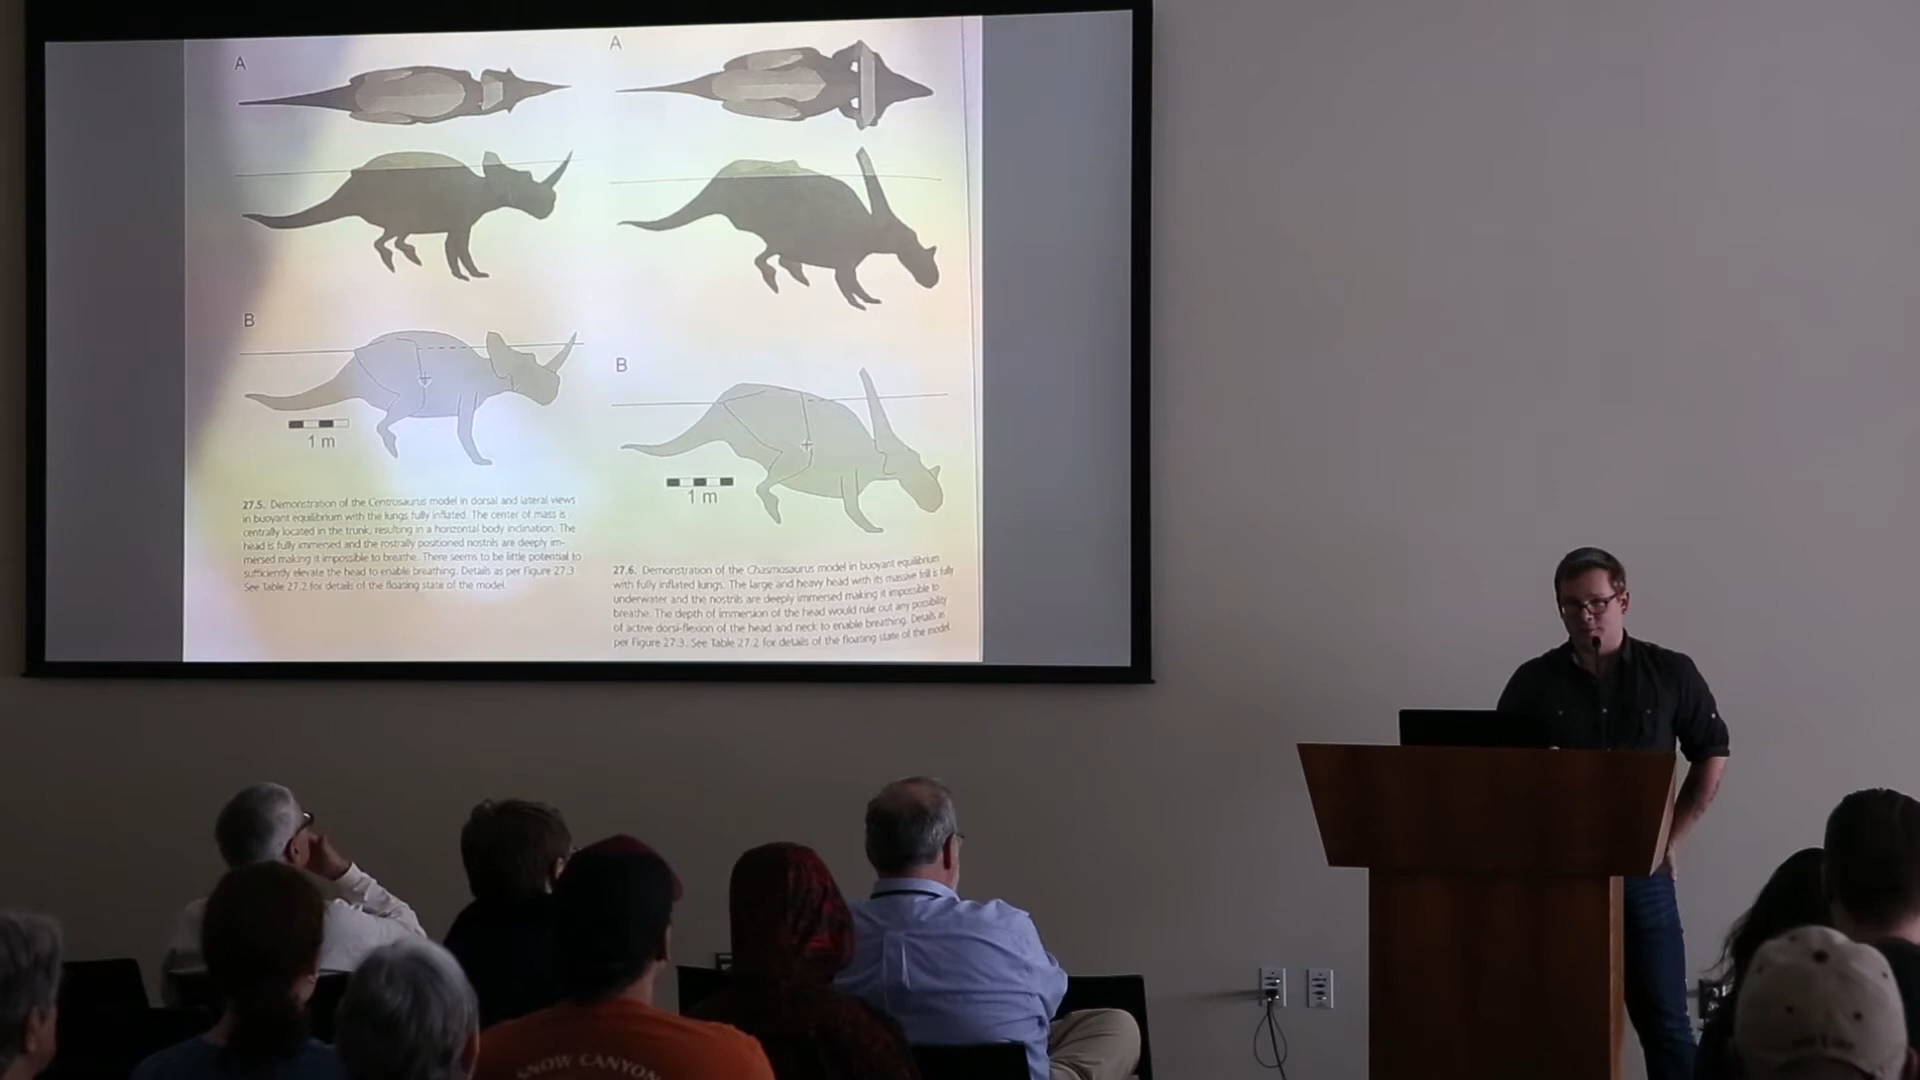 A
B
1 m
27.5. Demonstration of the Centrosaurus model in dorsal and lateral views
in buoyant equilibrium with the lungs fully inflated. The center of mass is
centrally located in the trunk, resulting in a horizontal body inclination. The
head is fully immersed and the rostrally positioned nostrils are deeply im-
mersed making it impossible to breathe. There seems to be little potential to
sufficiently elevate the head to enable breathing. Details as per Figure 27.3
See Table 27.2 for details of the floating state of the model.
A
B
1 m
27.6. Demonstration of the Chasmosaurus model in buoyant equilibrium
with fully inflated lungs. The large and heavy head with its massive frill is fully
underwater and the nostrils are deeply immersed making it impossible to
breathe. The depth of immersion of the head would rule out any possibility
of active dorsi-flexion of the head and neck to enable breathing. Details as
per Figure 27.3. See Table 27.2 for details of the floating state of the model.
SNOW CANYON